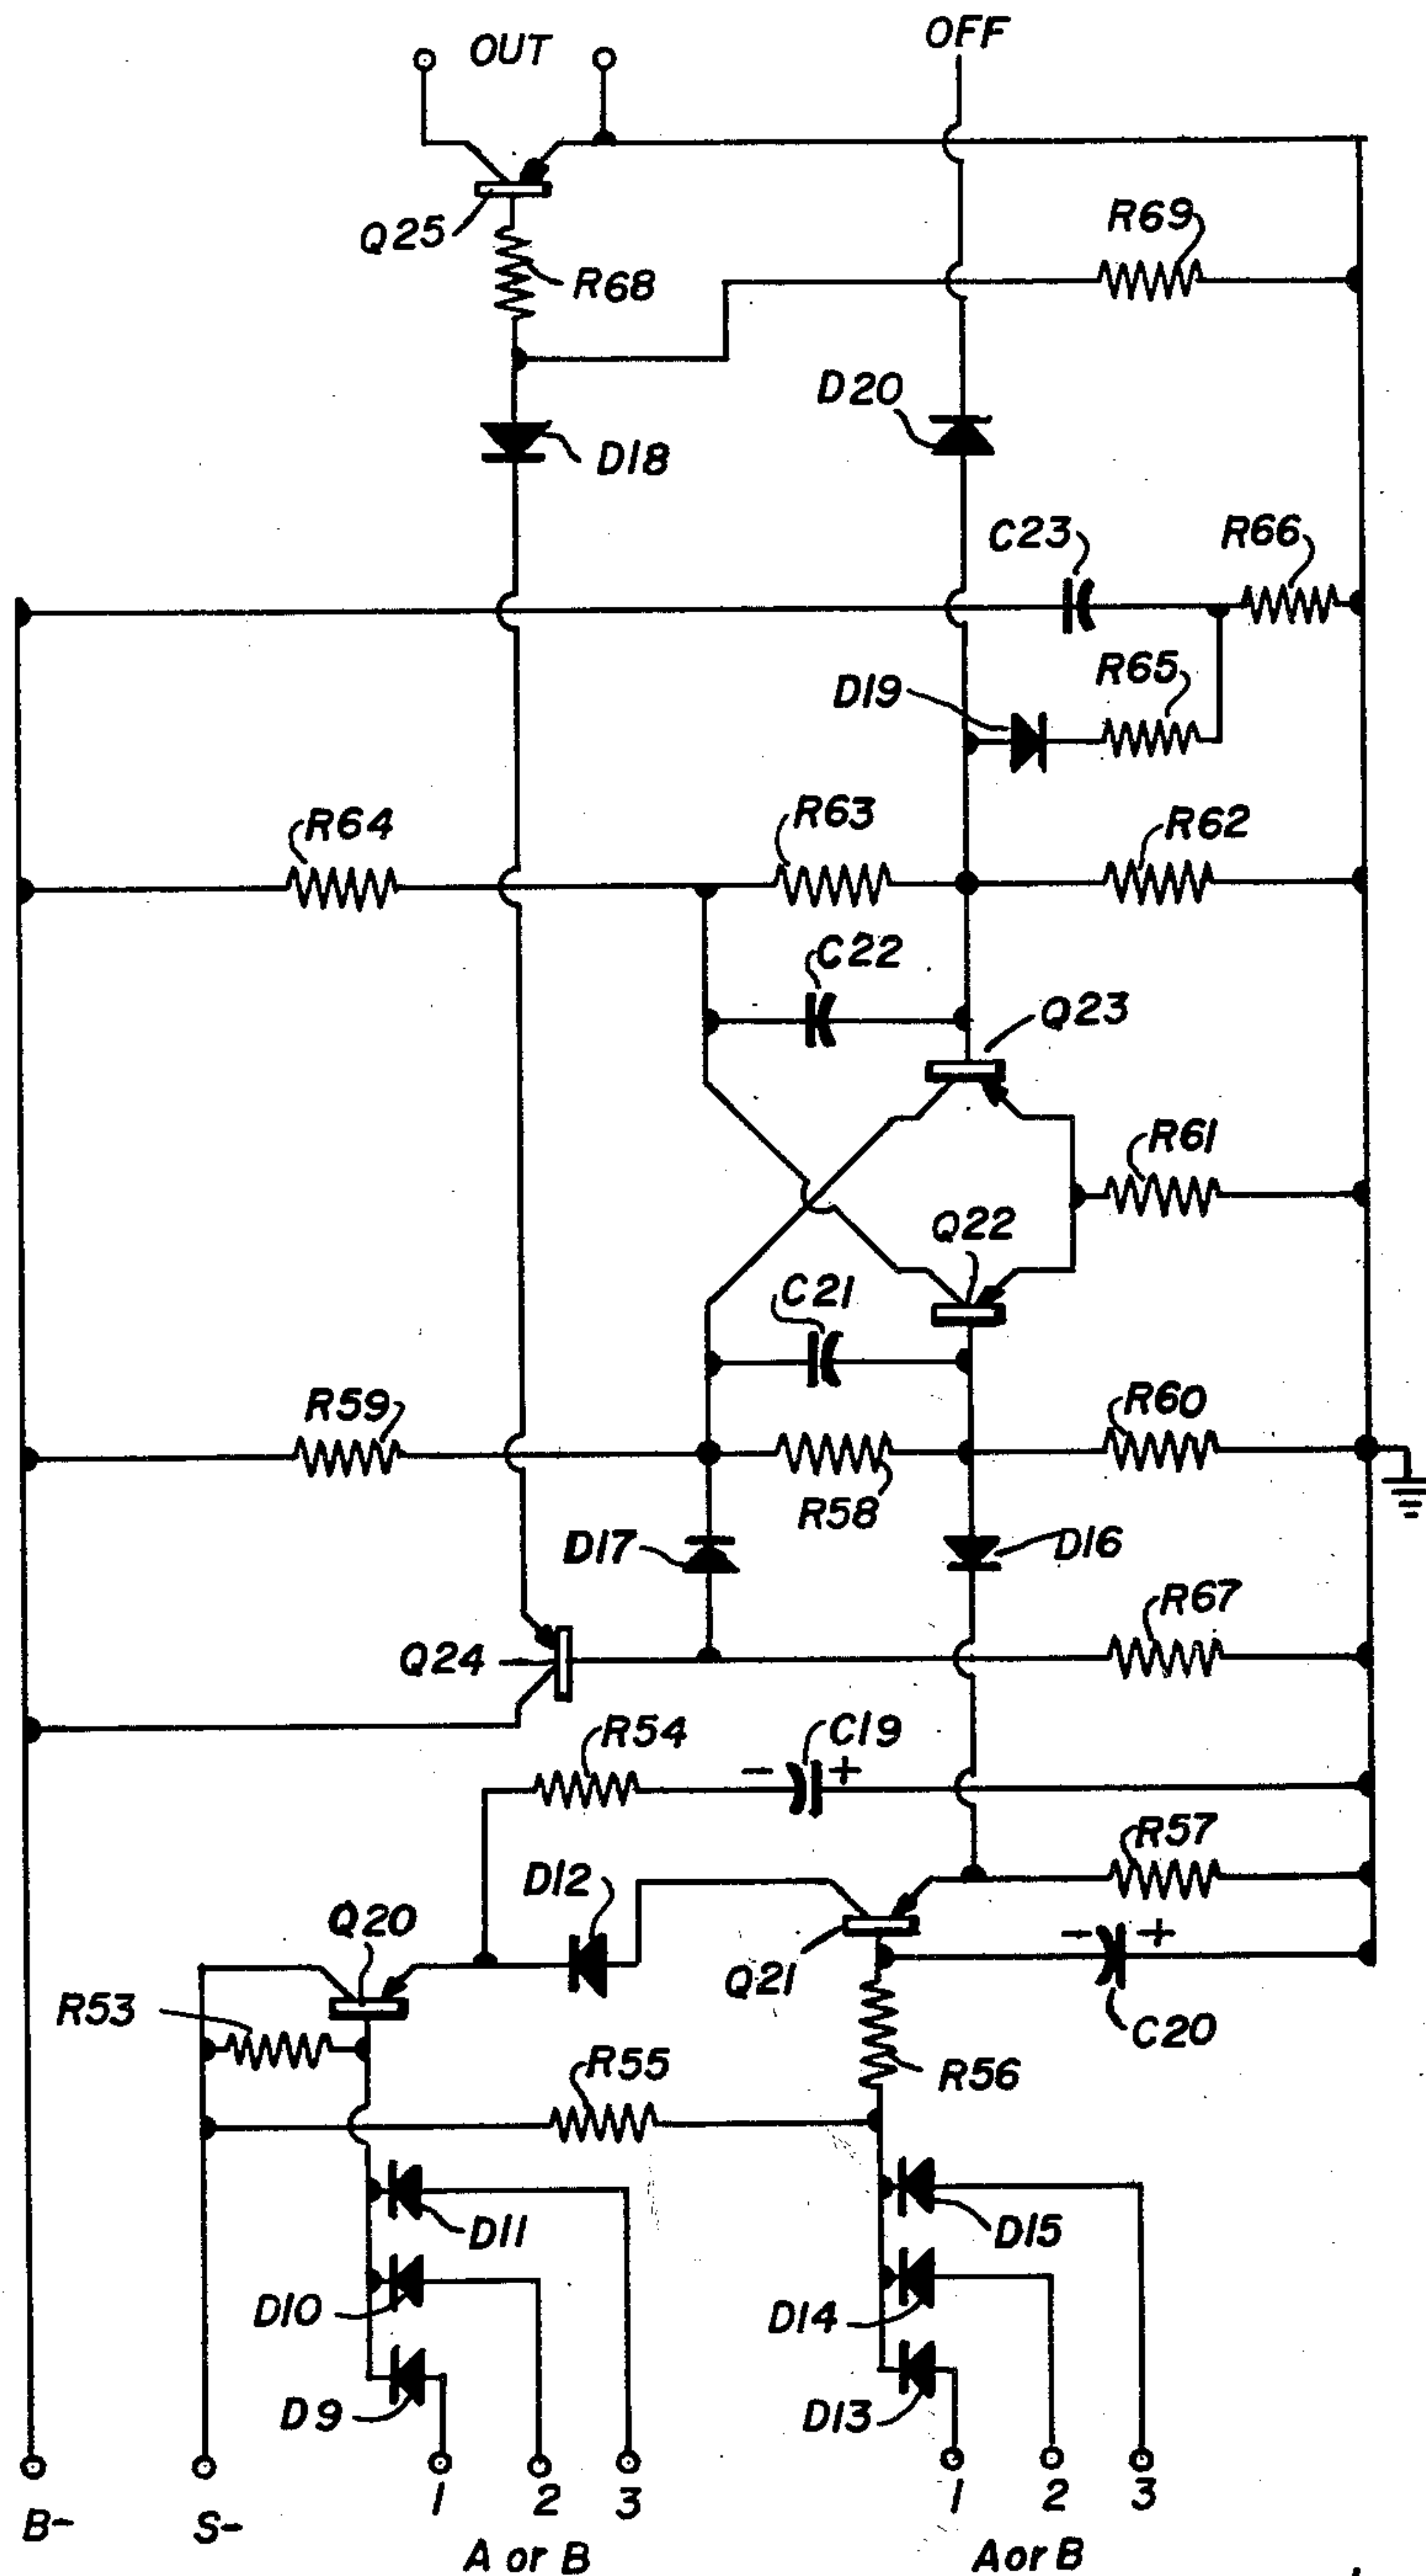 OUT
OFF
Q25
R68
R69
D20
D18
C23
R66
D19
R65
R64
R63
R62
C22
Q23
R61
Q22
C21
R59
R60
R58
D17
D16
R67
Q24
R54
- C19 +
R57
D12
Q20
Q21
- +
C20
R53
R55
R56
D11
D15
D10
D14
D9
D13
B-
S-
1
2
3
1
2
3
A or B
A or B